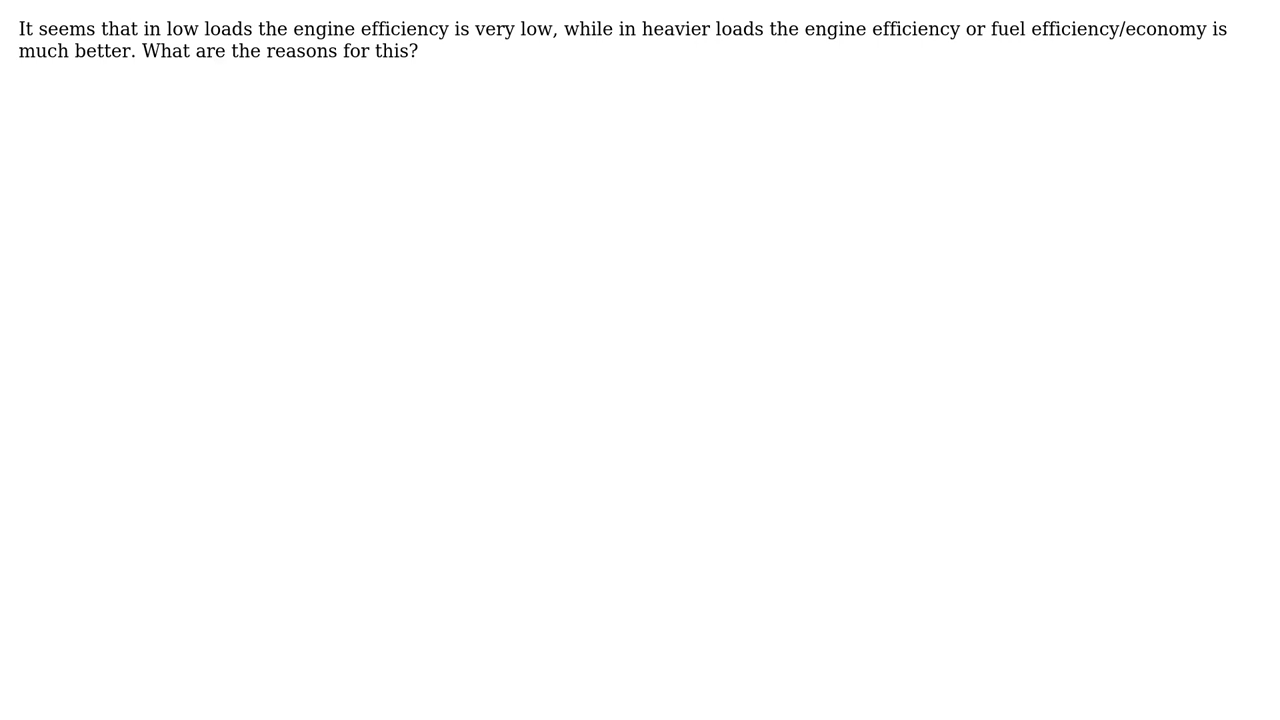 It seems that in low loads the engine efficiency is very low, while in heavier loads the engine efficiency or fuel efficiency/economy is
much better. What are the reasons for this?